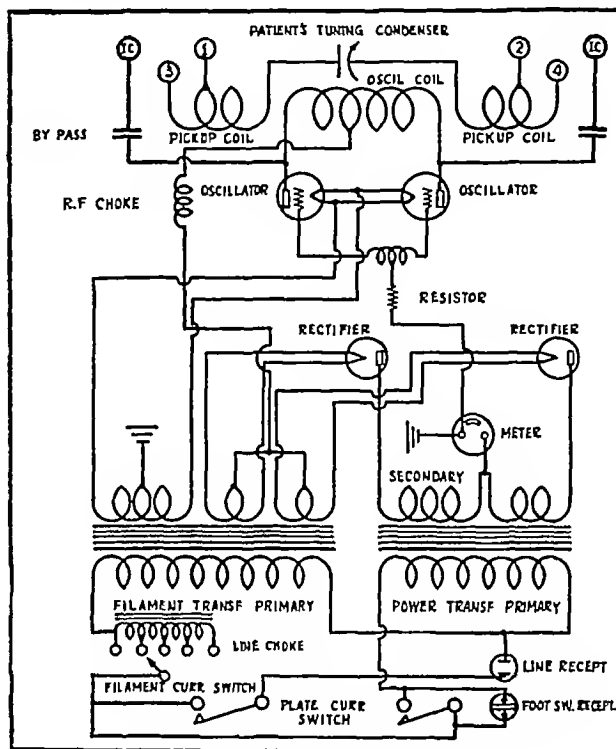 PATIENT'S TUNING CONDENSER
IC
3
1
2
4
IC
OSCIL COIL
BY PASS
PICKUP COIL
PICKUP COIL
OSCILLATOR
OSCILLATOR
R.F CHOKE
RESISTOR
RECTIFIER
RECTIFIER
METER
SECONDARY
FILAMENT TRANSF PRIMARY
POWER TRANSF PRIMARY
LINE CHOKE
LINE RECEPT
FILAMENT CURR SWITCH
PLATE CURR
SWITCH
FOOT SW. RECEPT.